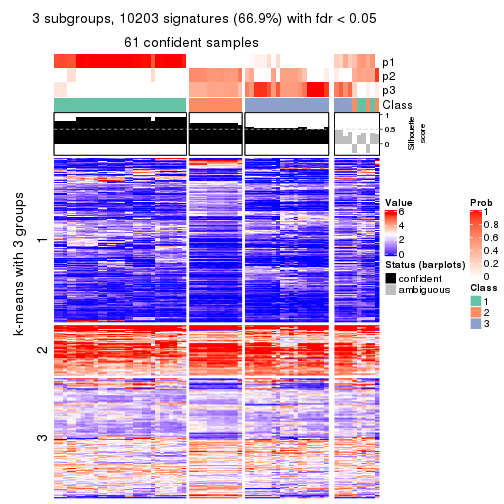 3 subgroups, 10203 signatures (66.9%) with fdr < 0.05
61 confident samples
p1
p2
p3
Class
1
0.5
0
Silhouette
score
k-means with 3 groups
1
2
3
Value
6
4
2
0
Status (barplots)
confident
ambiguous
Prob
1
0.8
0.6
0.4
0.2
0
Class
1
2
3